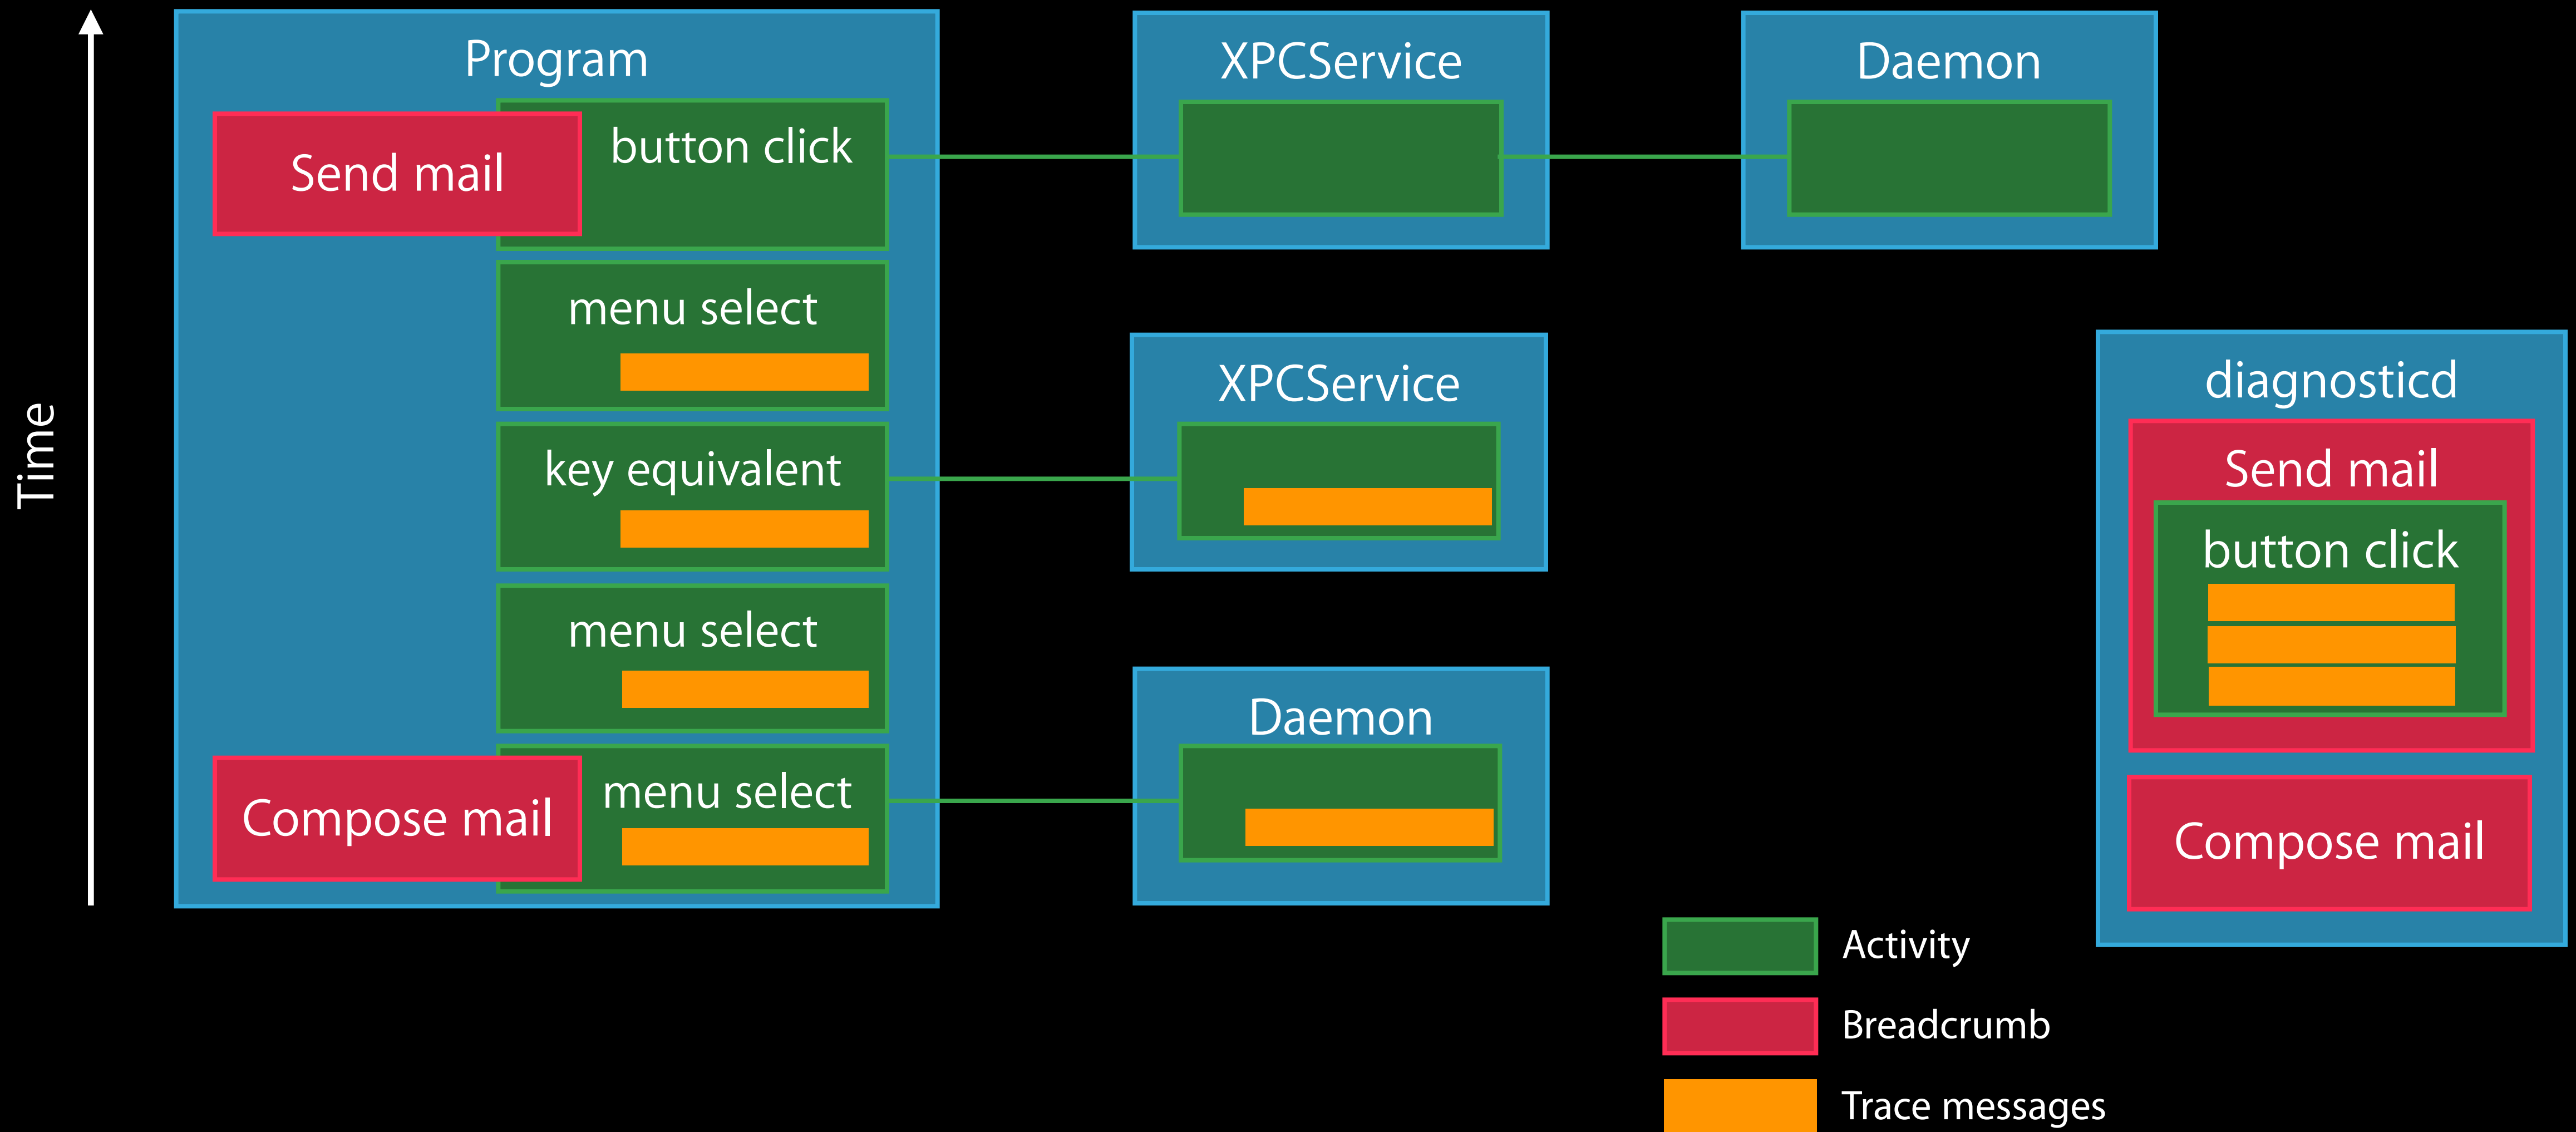 Time
Program
Send mail
button click
menu select
key equivalent
menu select
Compose mail
menu select
XPCService
Daemon
XPCService
Daemon
diagnosticd
Send mail
button click
Compose mail
Activity
Breadcrumb
Trace messages